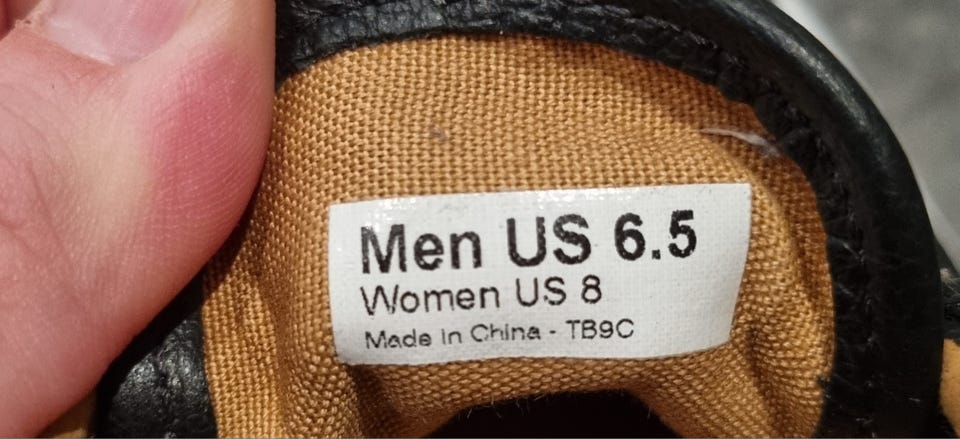 Men US 6.5
Women US 8
Made in China - TB9C